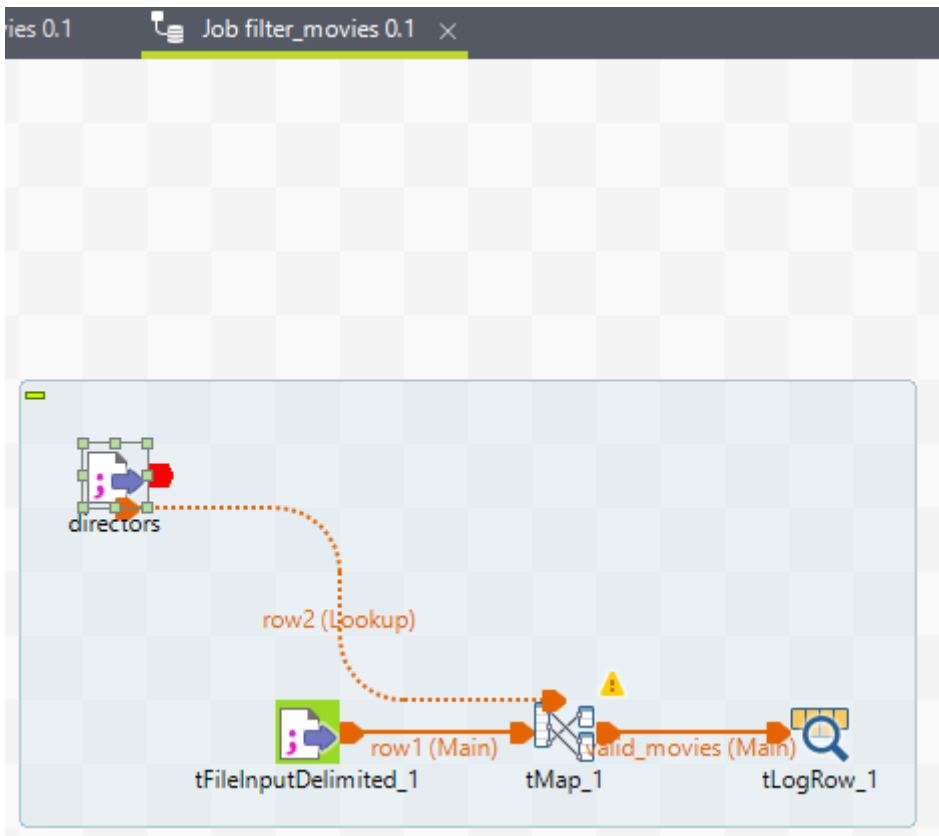 ies 0.1
Job filter_movies 0.1
directors
row2 (Lookup)
row1 (Main)
valid_movies (Main)
tFileInputDelimited_1
tMap_1
tLogRow_1